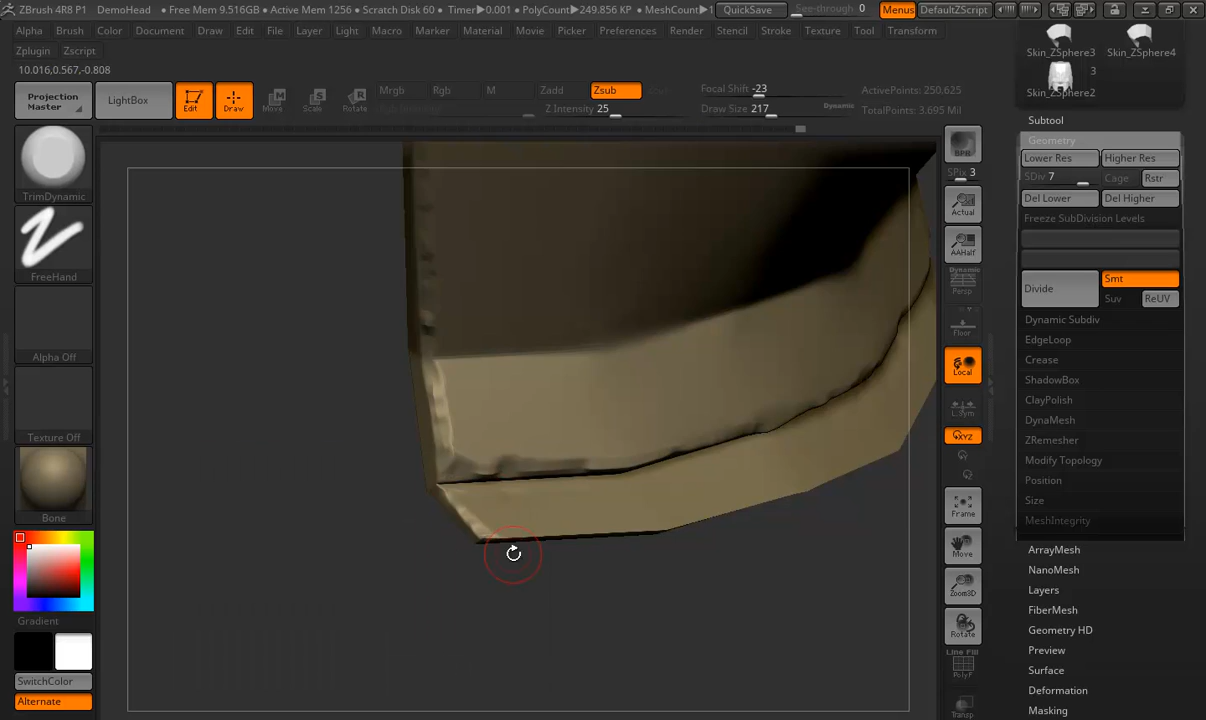 ZBrush 4R8 P1 DemoHead • Free Mem 9.516GB • Active Mem 1256 • Scratch Disk 60 • Timer▶0.001 • PolyCount▶249.856 KP • MeshCount▶1 QuickSave See-through 0 Menus DefaultZScript
Alpha Brush Color Document Draw Edit File Layer Light Macro Marker Material Movie Picker Preferences Render Stencil Stroke Texture Tool Transform
Zplugin Zscript
10.016,0.567,-0.808
Projection Master
LightBox
Edit
Draw
Move
Scale
Rotate
Mrgb Rgb M
Zadd Zsub
Z Intensity 25
Focal Shift -23
Draw Size 217
Dynamic
ActivePoints: 250.625
TotalPoints: 3.695 Mil
TrimDynamic
FreeHand
Alpha Off
Texture Off
Bone
Gradient
SwitchColor
Alternate
BPR
SPix 3
Actual
AAHalf
Dynamic
Persp
Floor
Local
L.Sym
XYZ
Frame
Move
Zoom3D
Rotate
Line Fill
PolyF
Transp
Skin_ZSphere3 Skin_ZSphere4
3
Skin_ZSphere2
Subtool
Geometry
Lower Res Higher Res
SDiv 7 Cage Rstr
Del Lower Del Higher
Freeze SubDivision Levels
Divide
Smt
Suv ReUV
Dynamic Subdiv
EdgeLoop
Crease
ShadowBox
ClayPolish
DynaMesh
ZRemesher
Modify Topology
Position
Size
MeshIntegrity
ArrayMesh
NanoMesh
Layers
FiberMesh
Geometry HD
Preview
Surface
Deformation
Masking